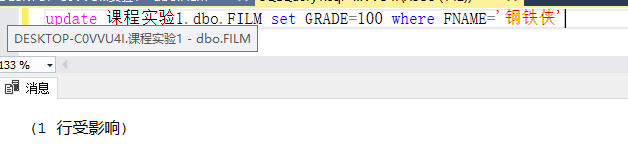 update 课程实验1.dbo.FILM set GRADE=100 where FNAME='钢铁侠'
DESKTOP-C0VVU4I.课程实验1 - dbo.FILM
133 %
消息
(1 行受影响)